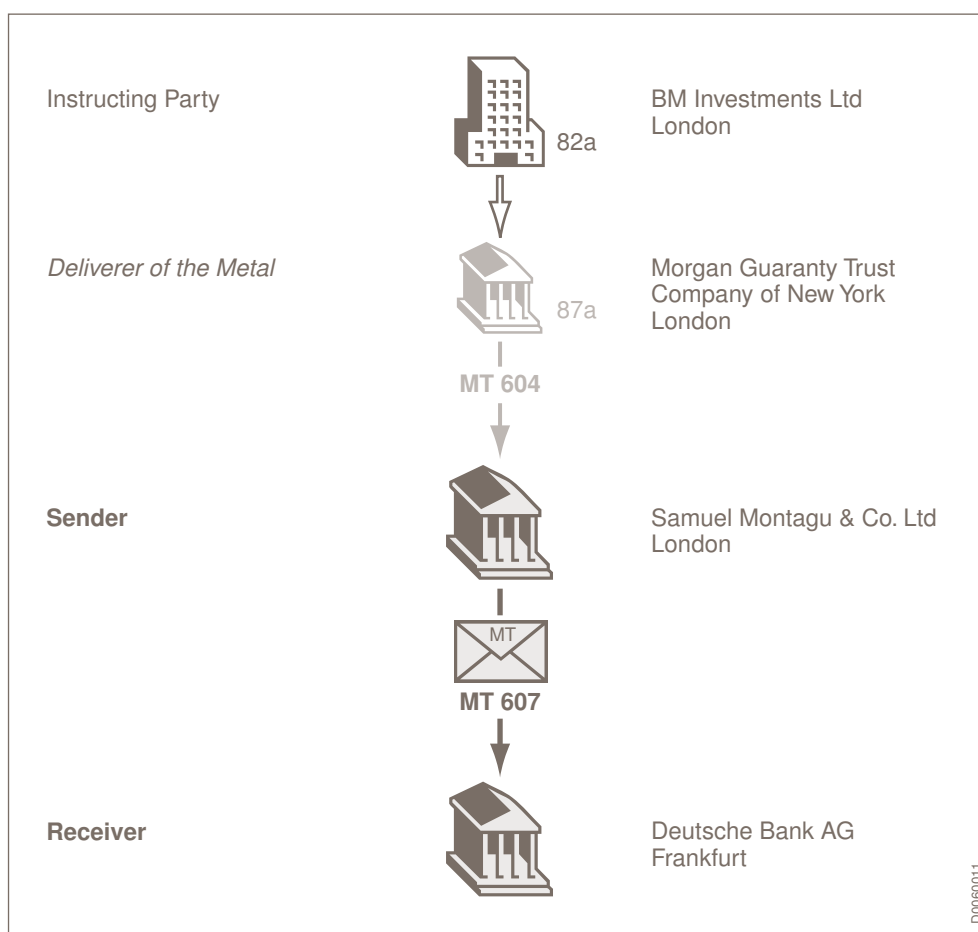 Instructing Party
82a
BM Investments Ltd
London
Deliverer of the Metal
87a
Morgan Guaranty Trust
Company of New York
London
MT 604
Sender
Samuel Montagu & Co. Ltd
London
MT
MT 607
Receiver
Deutsche Bank AG
Frankfurt
D0060011